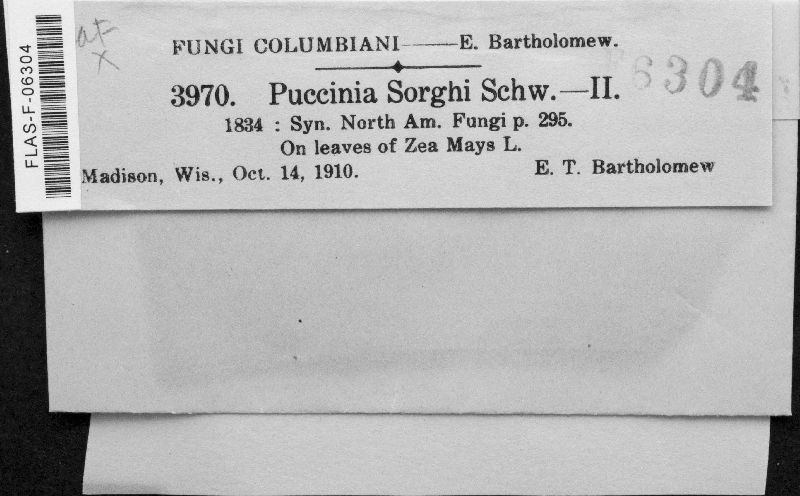 FLAS-F-06304
at
x
FUNGI COLUMBIANI—E. Bartholomew.
6304
3970. Puccinia Sorghi Schw.—II.
1834 : Syn. North Am. Fungi p. 295.
On leaves of Zea Mays L.
Madison, Wis., Oct. 14, 1910. E. T. Bartholomew